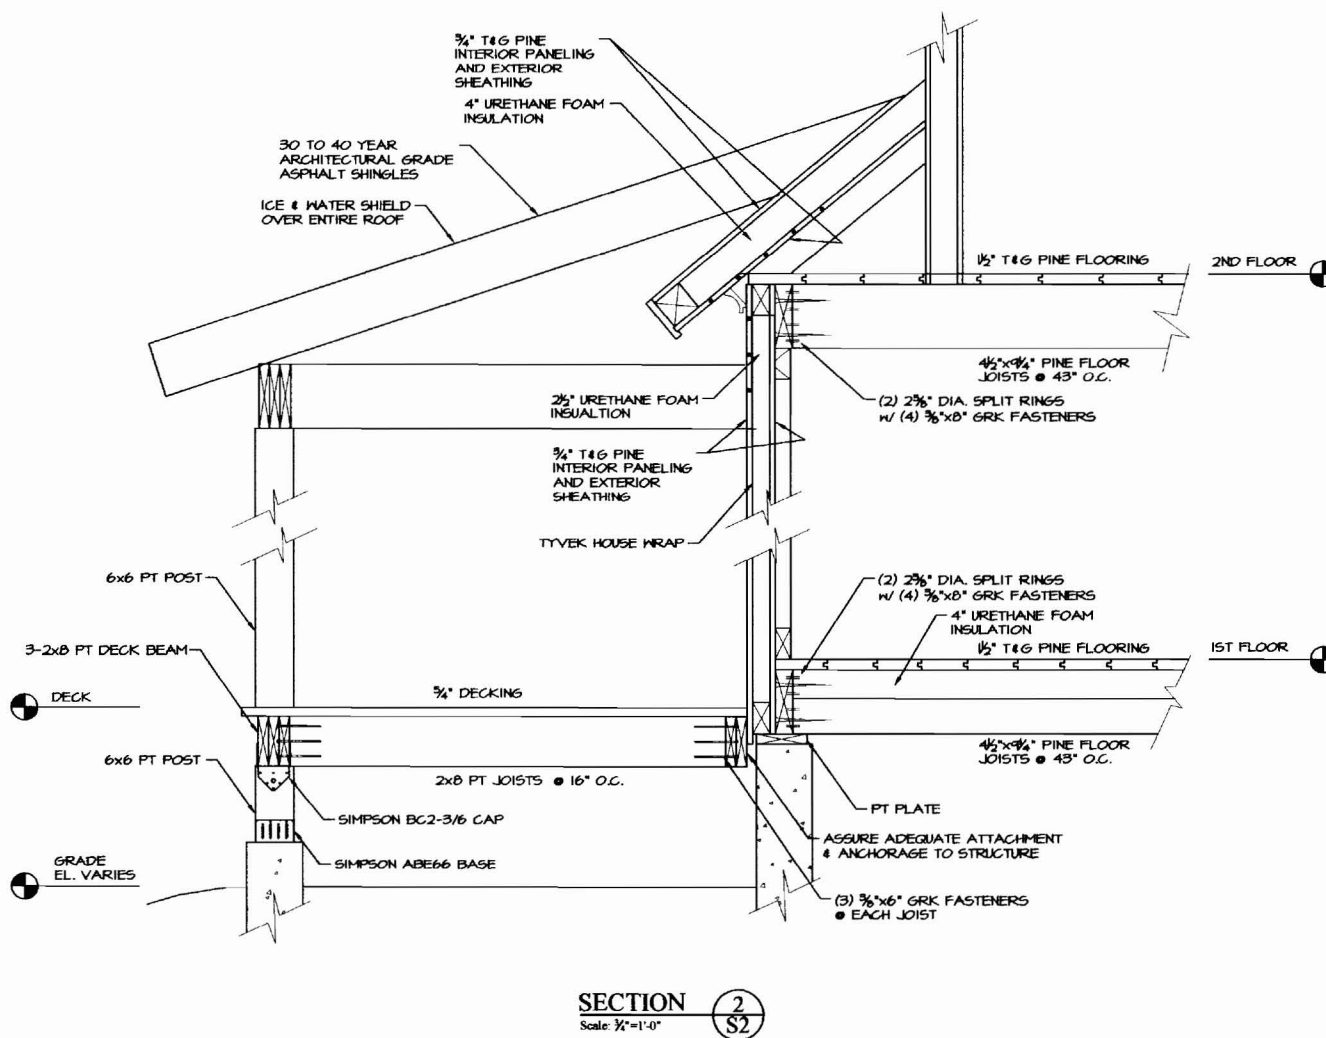 ¾" T&G PINE
INTERIOR PANELING
AND EXTERIOR
SHEATHING
4" URETHANE FOAM
INSULATION
30 TO 40 YEAR
ARCHITECTURAL GRADE
ASPHALT SHINGLES
ICE & WATER SHIELD
OVER ENTIRE ROOF
1½" T&G PINE FLOORING
2ND FLOOR
4½"x9¼" PINE FLOOR
JOISTS @ 43" O.C.
2½" URETHANE FOAM
INSUALTION
(2) 2⅝" DIA. SPLIT RINGS
W/ (4) ⅝"x8" GRK FASTENERS
¾" T&G PINE
INTERIOR PANELING
AND EXTERIOR
SHEATHING
TYVEK HOUSE WRAP
6x6 PT POST
(2) 2⅝" DIA. SPLIT RINGS
W/ (4) ⅝"x8" GRK FASTENERS
4" URETHANE FOAM
INSULATION
1½" T&G PINE FLOORING
1ST FLOOR
3-2x8 PT DECK BEAM
DECK
5/4" DECKING
6x6 PT POST
2x8 PT JOISTS @ 16" O.C.
4½"x9¼" PINE FLOOR
JOISTS @ 43" O.C.
SIMPSON BC2-3/6 CAP
PT PLATE
ASSURE ADEQUATE ATTACHMENT
& ANCHORAGE TO STRUCTURE
SIMPSON ABE66 BASE
GRADE
EL. VARIES
(3) ⅝"x6" GRK FASTENERS
@ EACH JOIST
SECTION
2
S2
Scale: ¾"=1'-0"